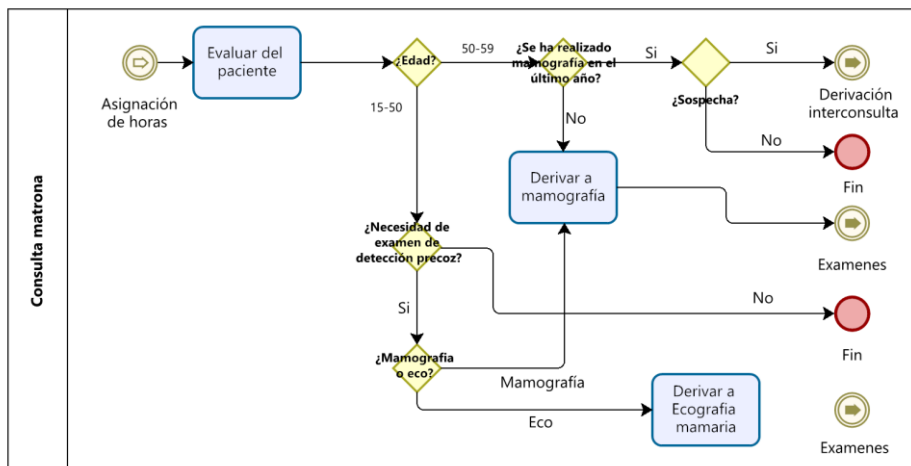 Consulta matrona
Asignación
de horas
Evaluar del
paciente
¿Edad?
50-59
15-50
¿Se ha realizado
mamografía en el
último año?
Si
No
¿Sospecha?
Si
Derivación
interconsulta
No
Fin
Derivar a
mamografía
Examenes
¿Necesidad de
examen de
detección precoz?
No
Fin
Si
¿Mamografia
o eco?
Mamografía
Eco
Derivar a
Ecografia
mamaria
Examenes